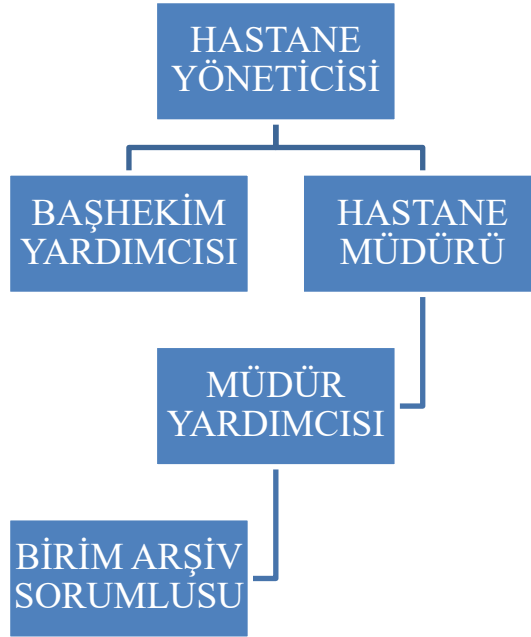 HASTANE
YÖNETİCİSİ
BAŞHEKİM
YARDIMCISI
HASTANE
MÜDÜRÜ
MÜDÜR
YARDIMCISI
BİRİM ARŞİV
SORUMLUSU